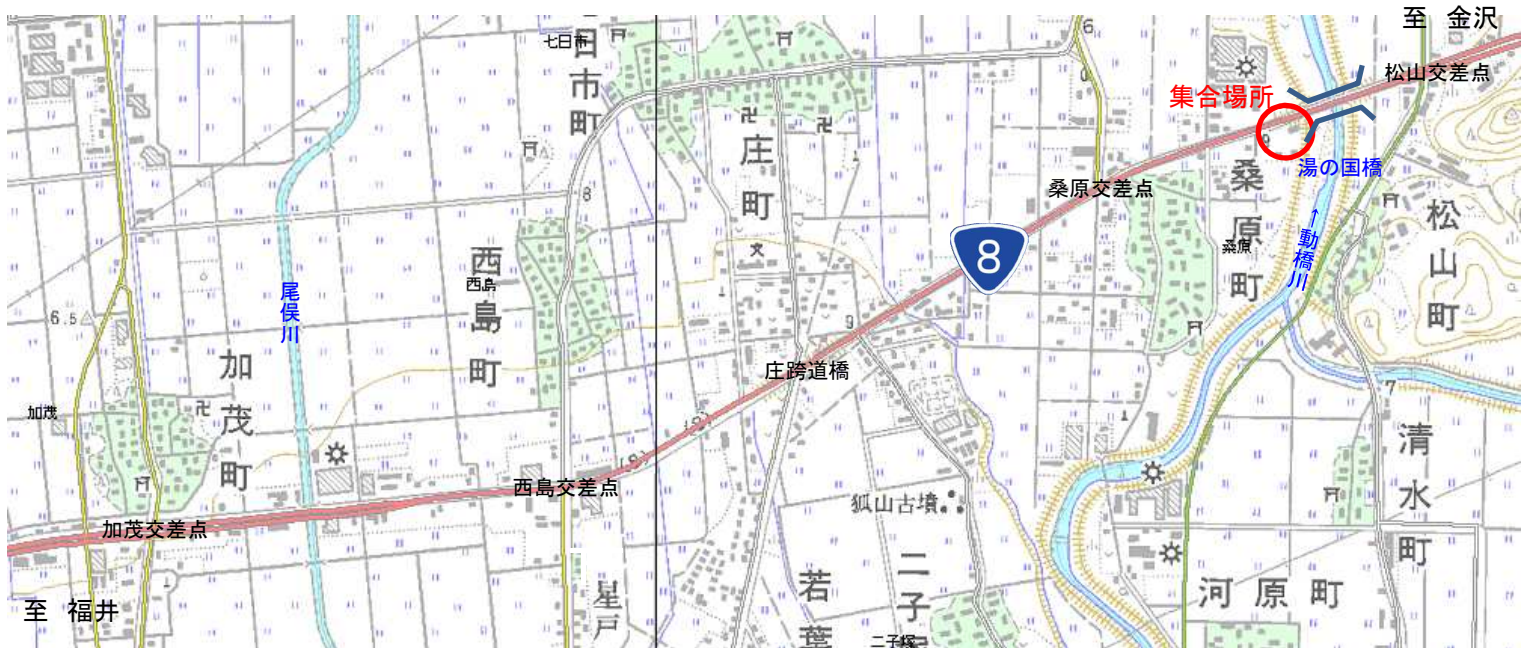 至 金沢
松山交差点
集合場所
湯の国橋
桑原交差点
桑原町
桑原
↑動橋川
松山町
七日市
日市町
庄町
8
6
9
8
西島町
西島
尾俣川
6.5
加茂町
加茂
9
庄跨道橋
7
清水町
西島交差点
狐山古墳
加茂交差点
至 福井
星戸
若葉
二子
二子塚
河原町